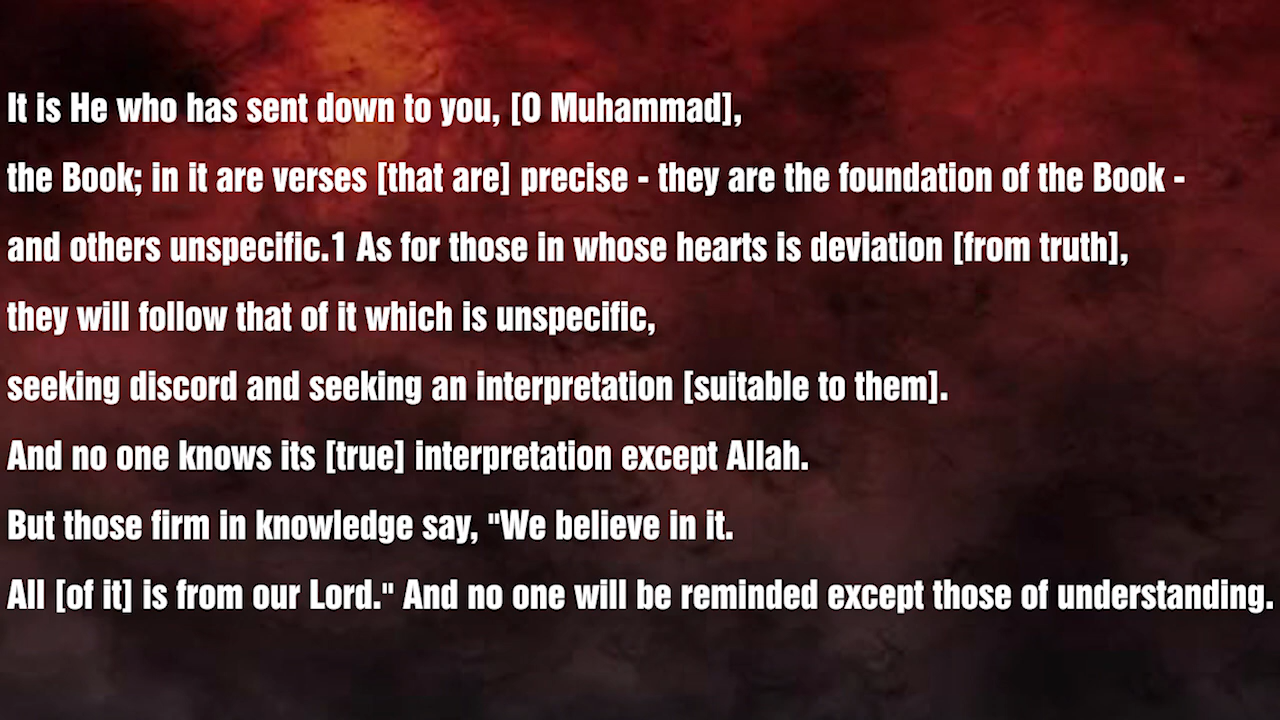 It is He who has sent down to you, [O Muhammad],
the Book; in it are verses [that are] precise - they are the foundation of the Book -
and others unspecific.1 As for those in whose hearts is deviation [from truth],
they will follow that of it which is unspecific,
seeking discord and seeking an interpretation [suitable to them].
And no one knows its [true] interpretation except Allah.
But those firm in knowledge say, "We believe in it.
All [of it] is from our Lord." And no one will be reminded except those of understanding.